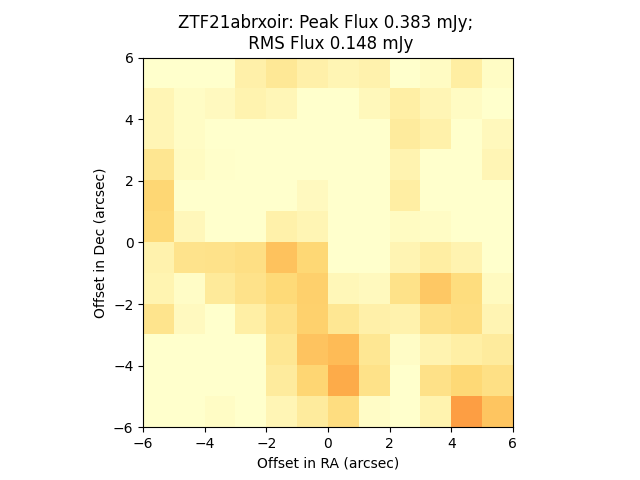 ZTF21abrxoir: Peak Flux 0.383 mJy;
RMS Flux 0.148 mJy
6
4
2
0
−2
−4
−6
Offset in Dec (arcsec)
−6 −4 −2 0 2 4 6
Offset in RA (arcsec)